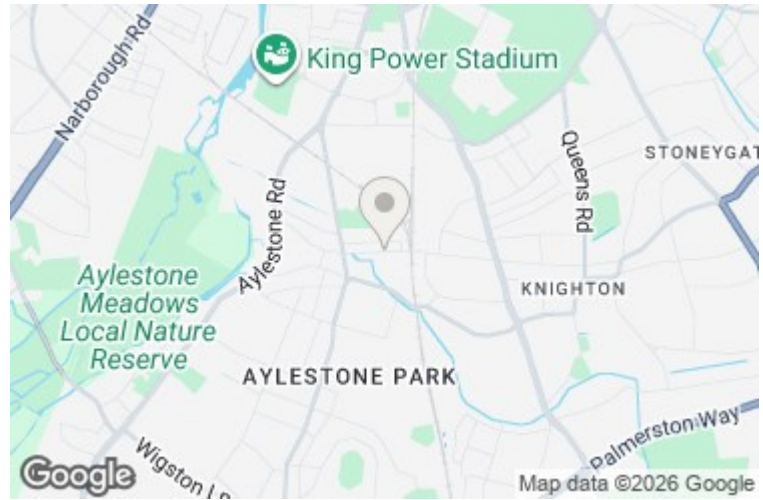 Narborough Rd
King Power Stadium
Queens Rd
STONEYGAT
Aylestone Rd
Aylestone
Meadows
Local Nature
Reserve
KNIGHTON
AYLESTONE PARK
Palmerston Way
Wigston Ln
Google
Map data ©2026 Google